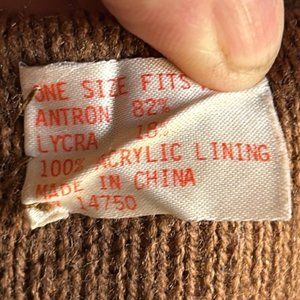 ONE SIZE FITS
ANTRON 82%
LYCRA 18%
100% ACRYLIC LINING
MADE IN CHINA
14750